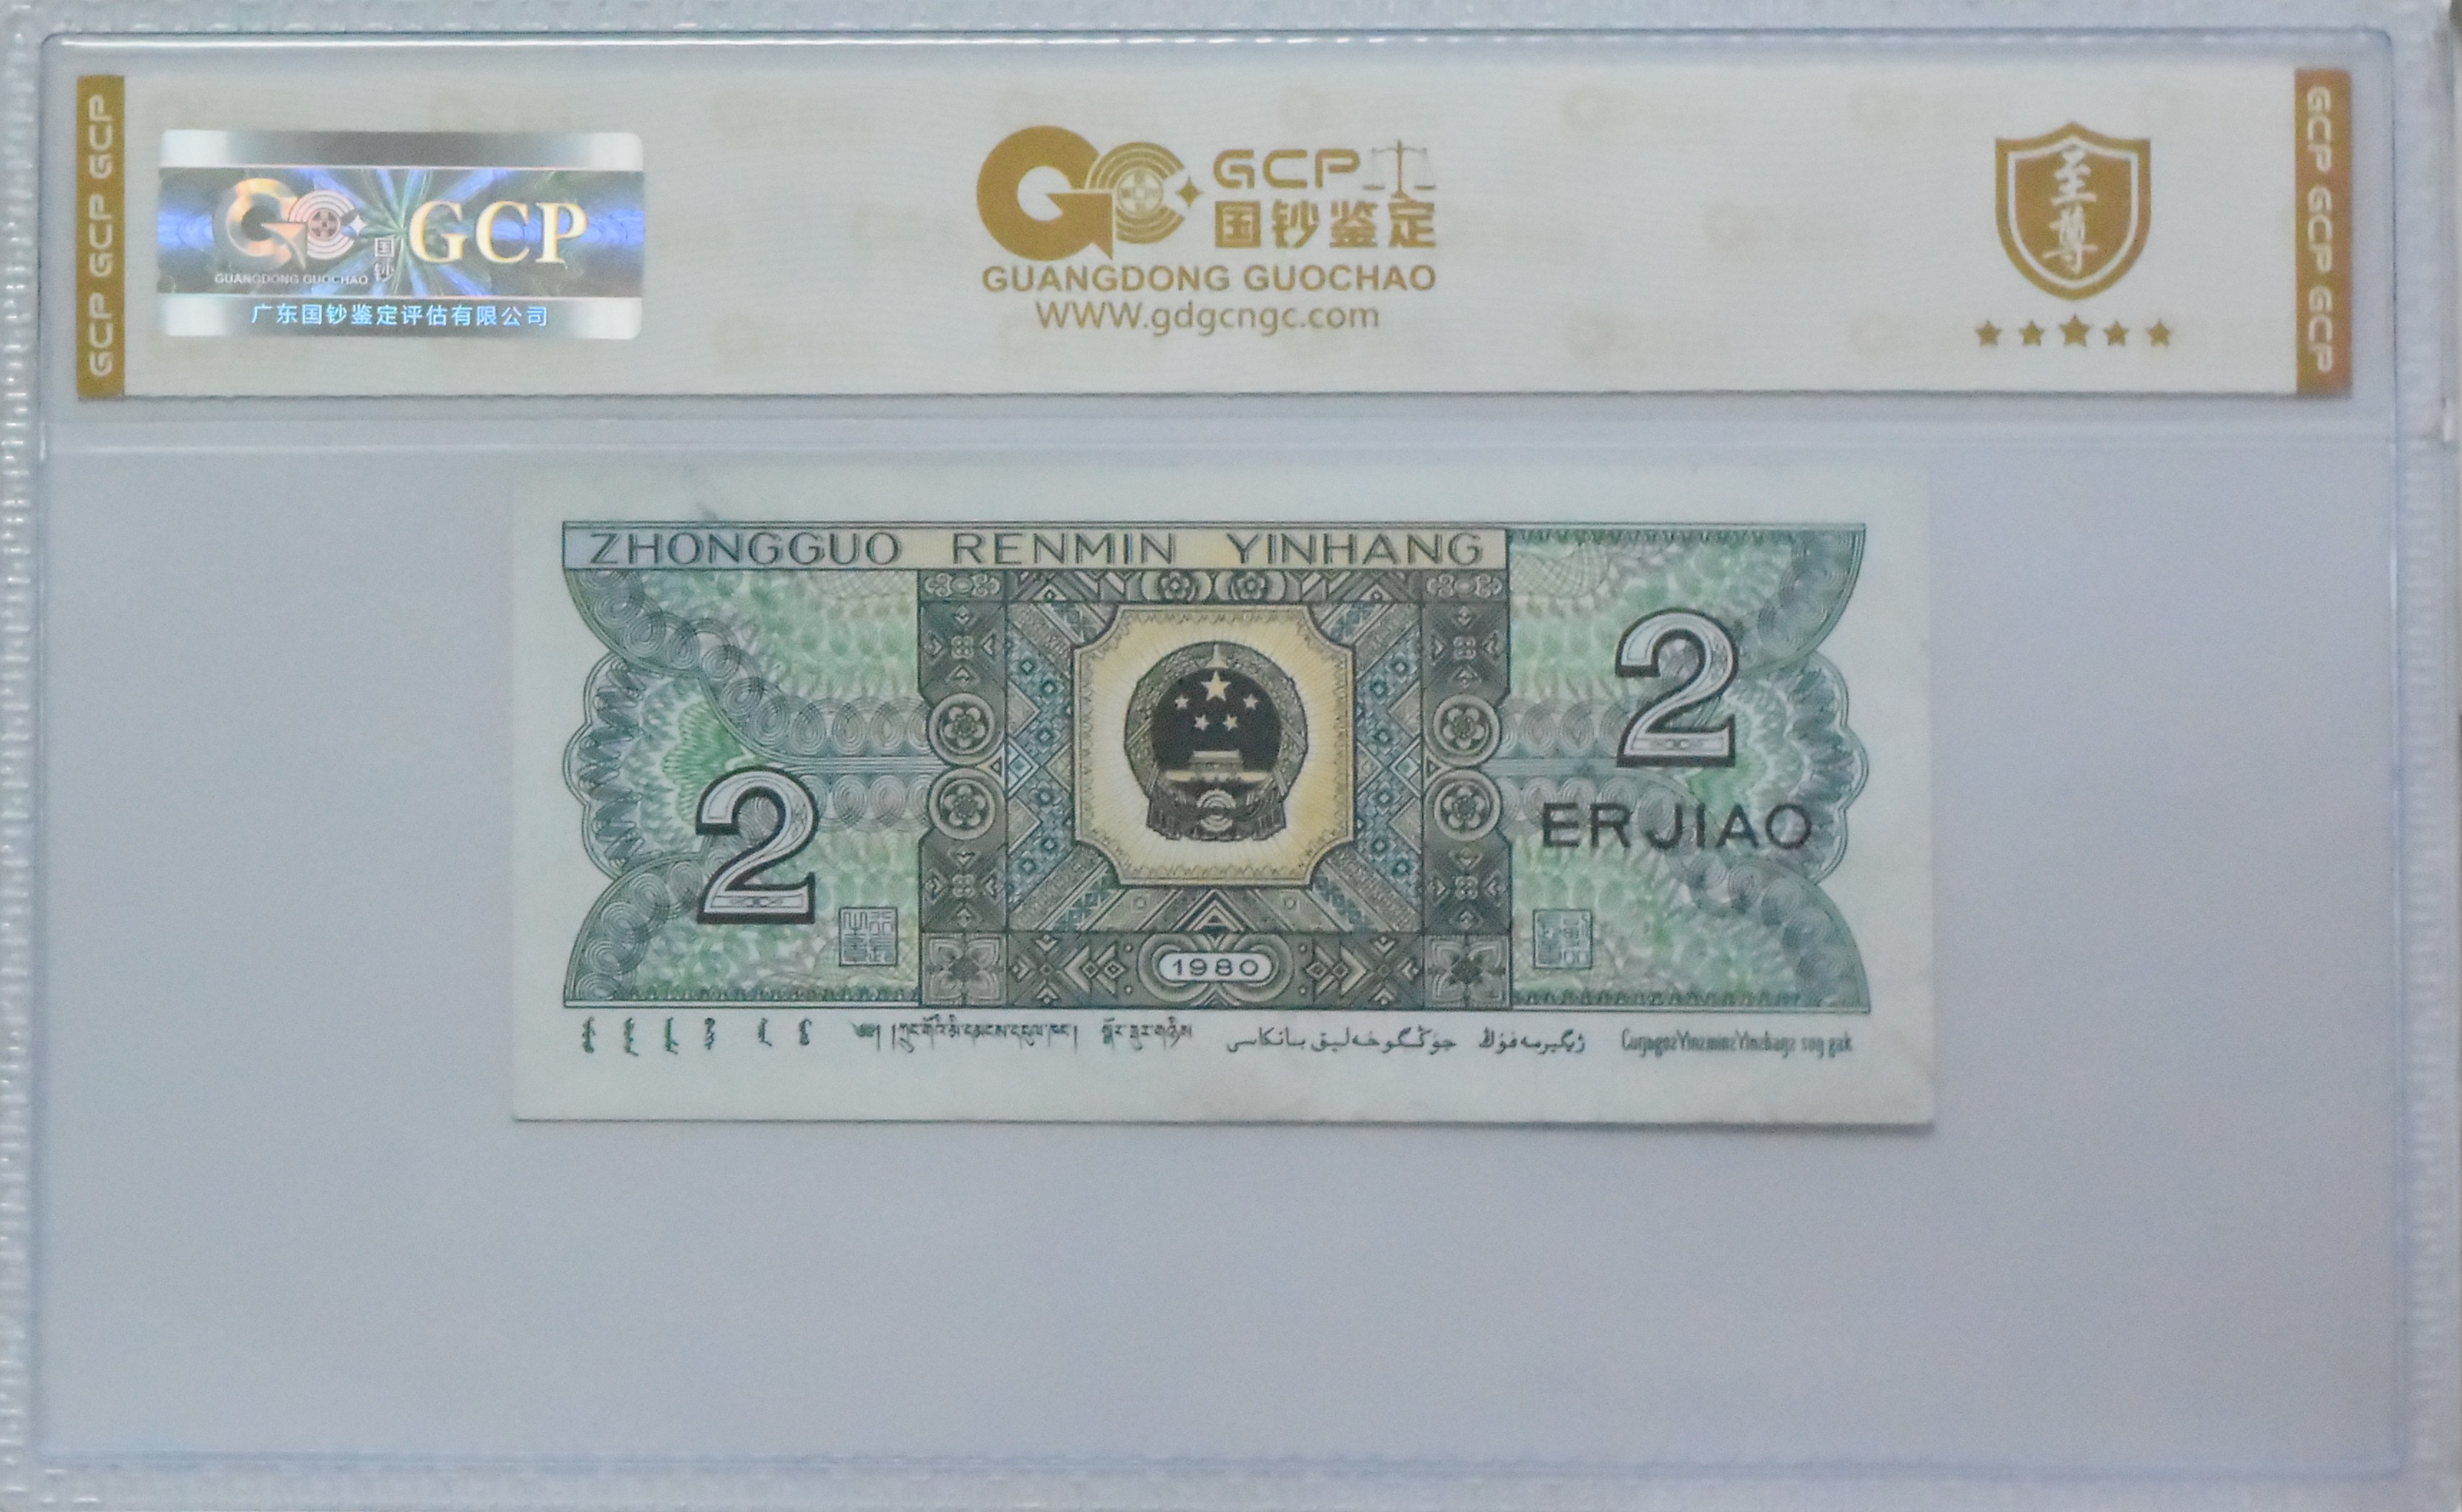 GCP GCP GCP
GUANGDONG GUOCHAO
国钞
GCP
广东国钞鉴定评估有限公司
GCP
国钞鉴定
GUANGDONG GUOCHAO
WWW.gdgcngc.com
至尊
GCP GCP GCP
ZHONGGUO RENMIN YINHANG
2
2
ERJIAO
1980
جۇڭگوخەلىق بانكىسى